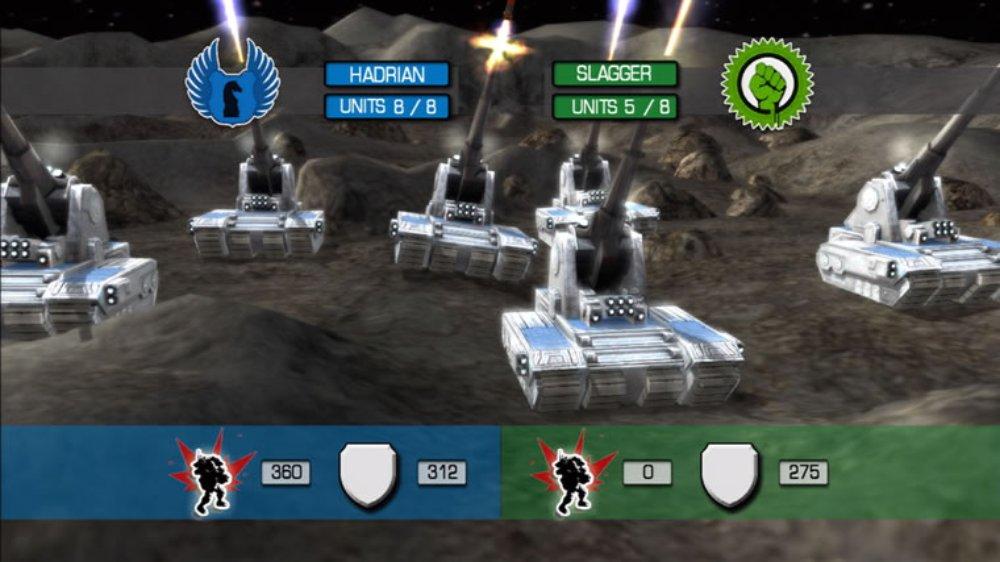 HADRIAN
UNITS 8 / 8
SLAGGER
UNITS 5 / 8
360
312
0
275